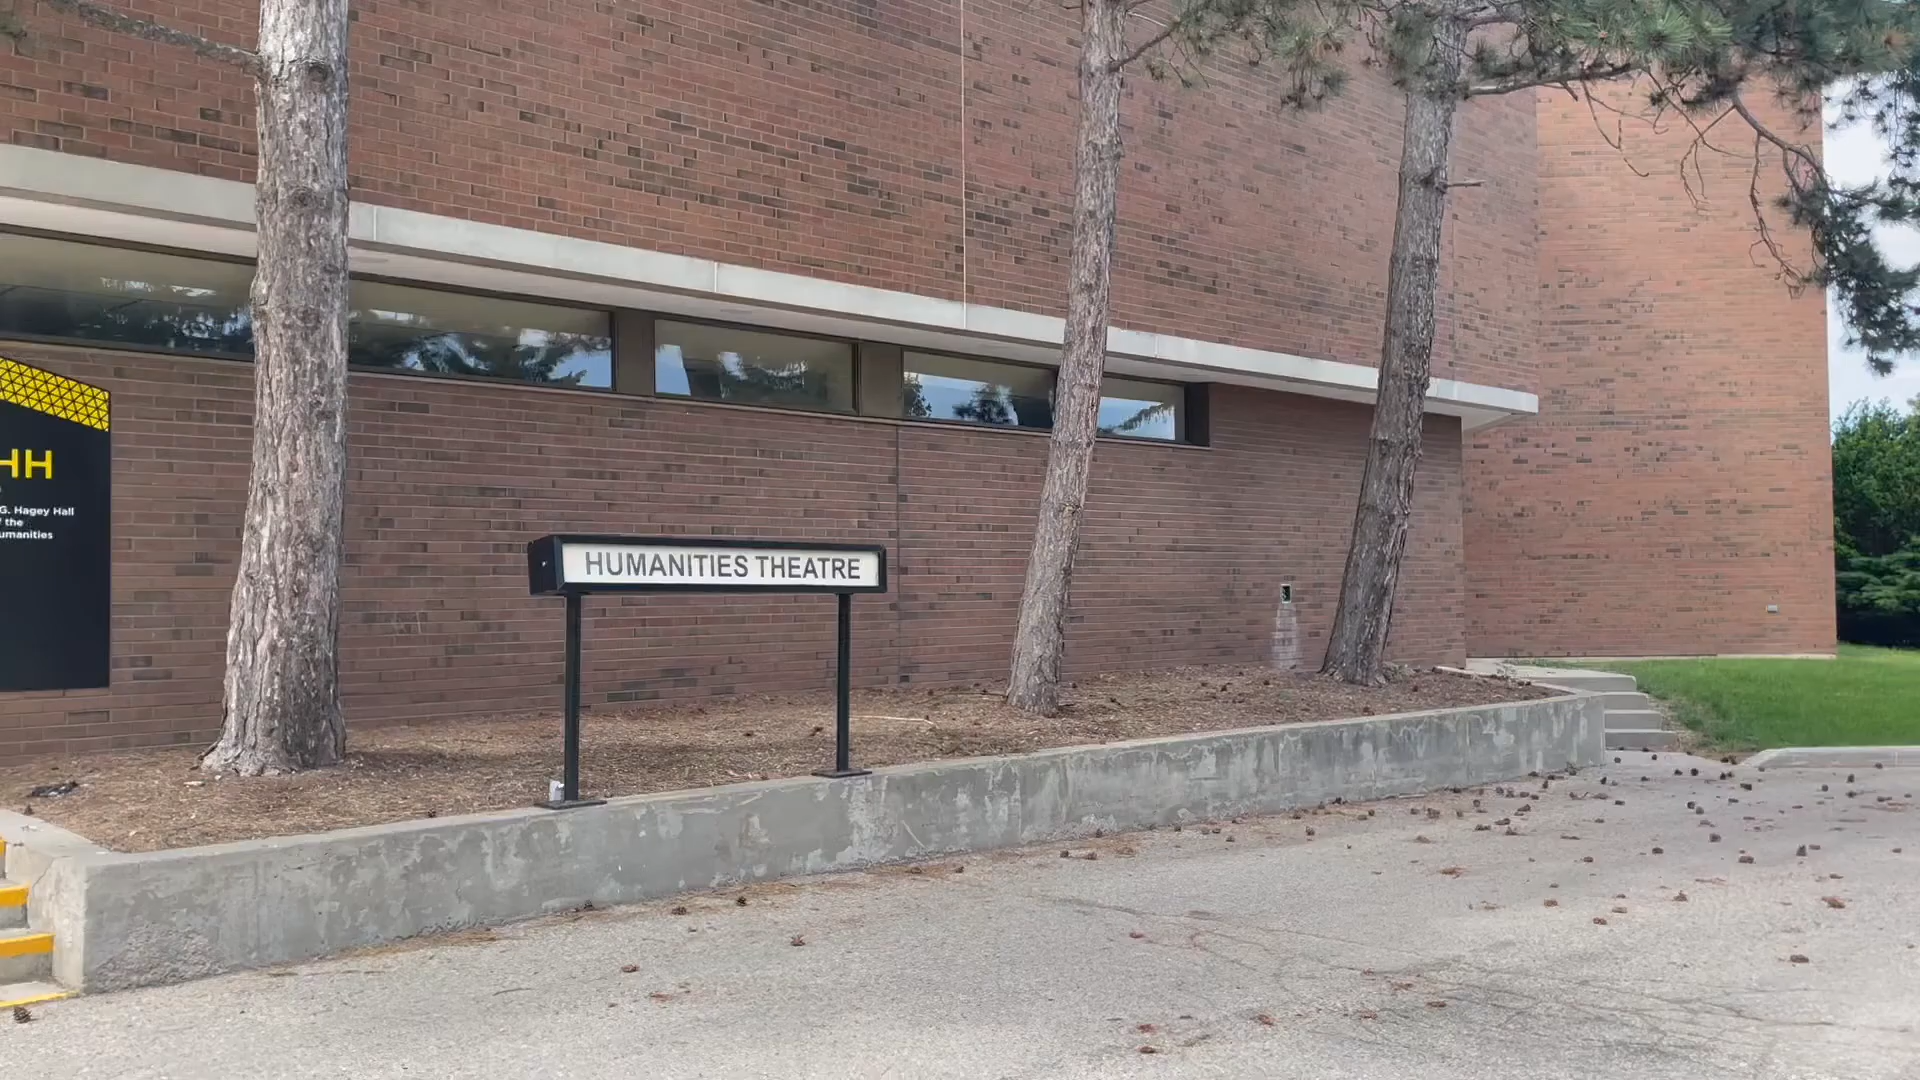 HH
G. Hagey Hall
the
umanities
HUMANITIES THEATRE